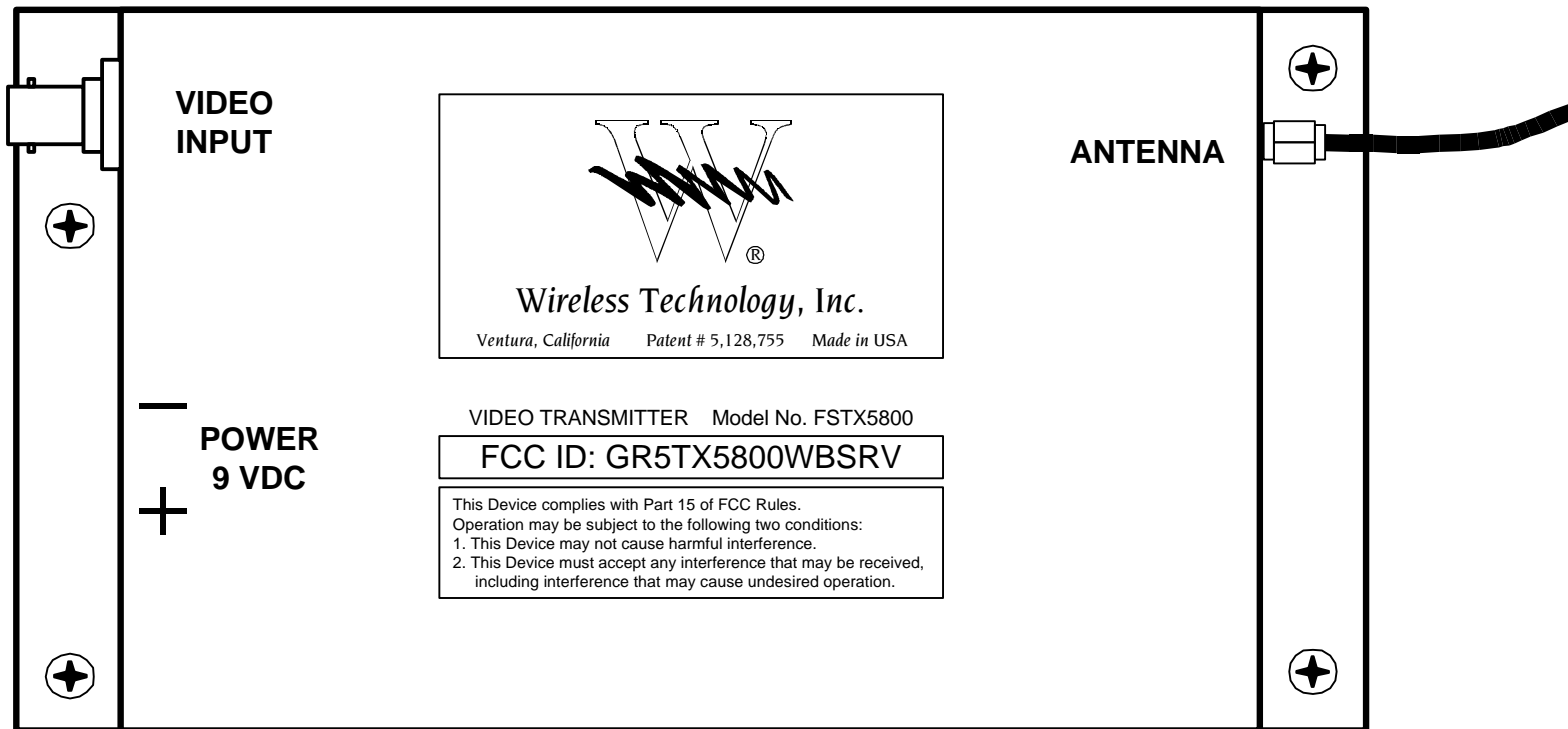 VIDEO
INPUT
ANTENNA
W
®
Wireless Technology, Inc.
Ventura, California Patent # 5,128,755 Made in USA
VIDEO TRANSMITTER Model No. FSTX5800
FCC ID: GR5TX5800WBSRV
−
POWER
9 VDC
+
This Device complies with Part 15 of FCC Rules.
Operation may be subject to the following two conditions:
1. This Device may not cause harmful interference.
2. This Device must accept any interference that may be received,
including interference that may cause undesired operation.